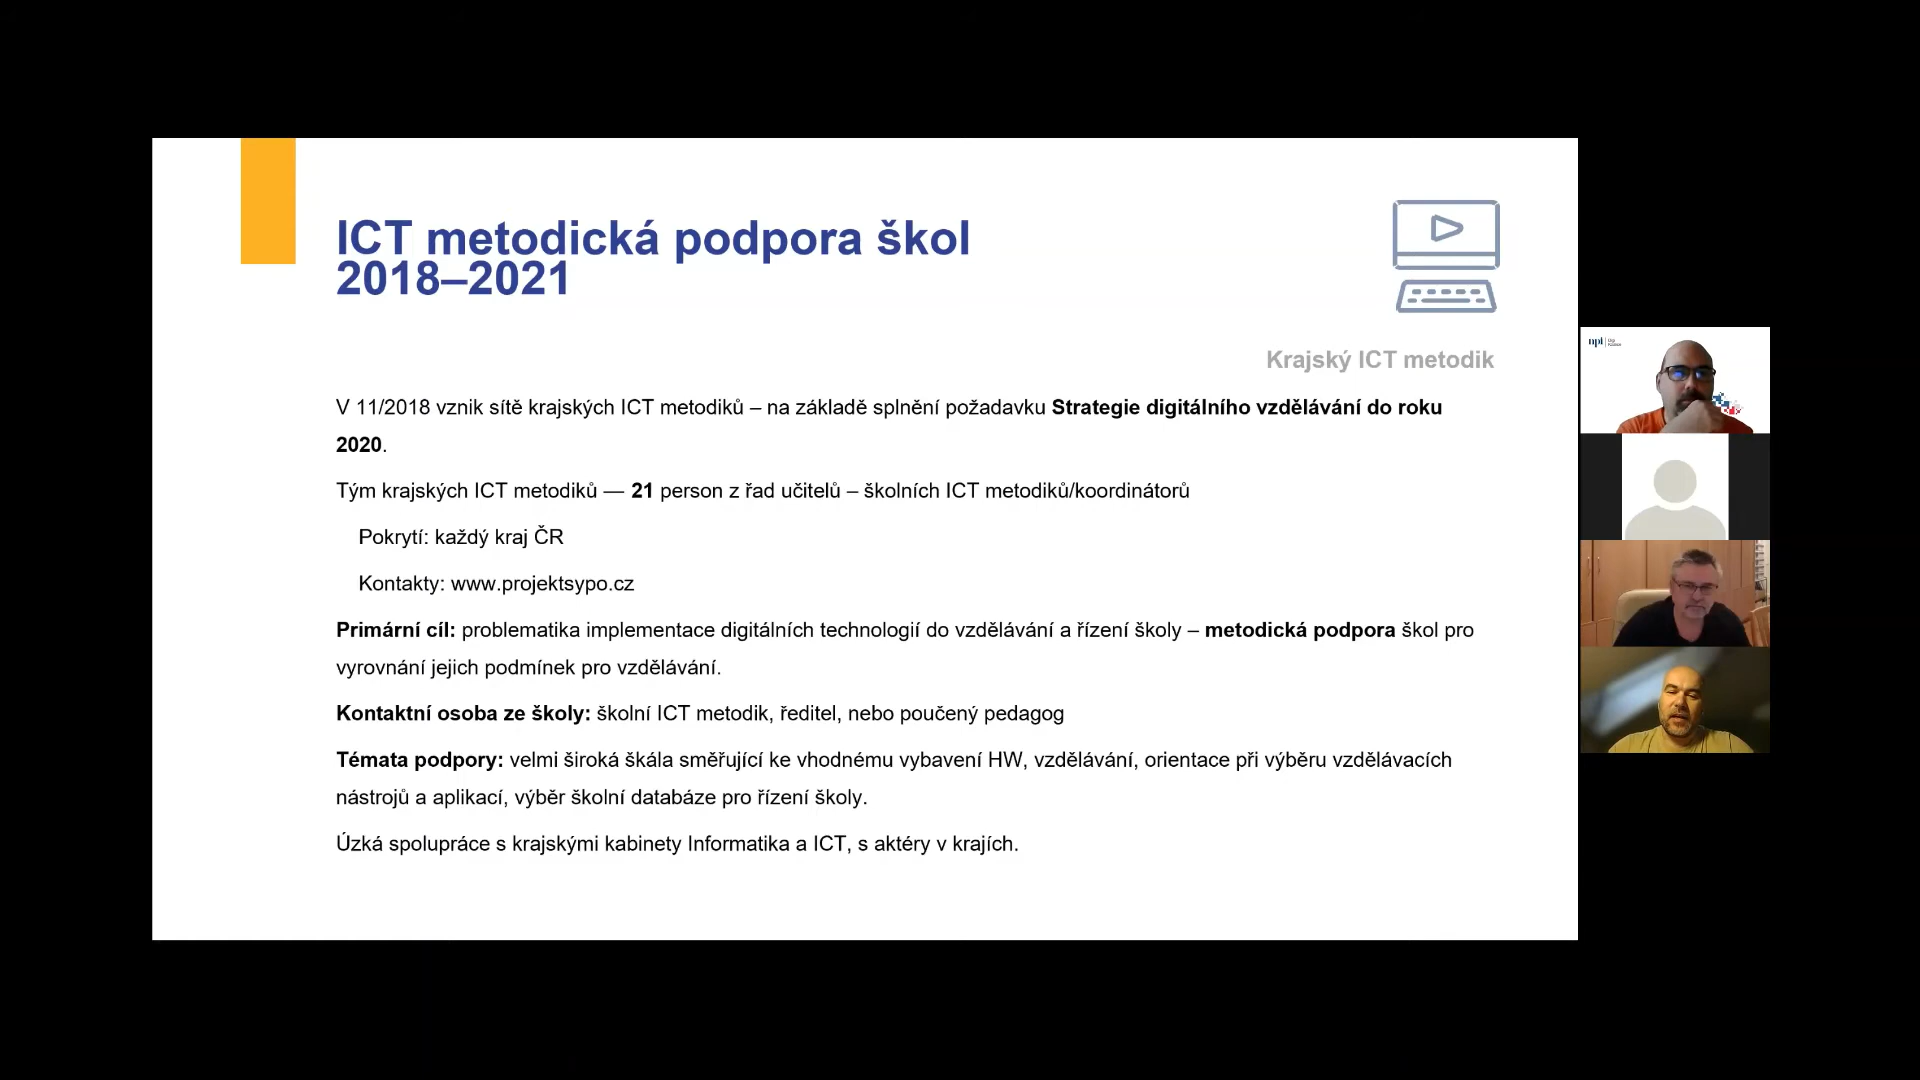 ICT metodická podpora škol
2018–2021
Krajský ICT metodik
V 11/2018 vznik sítě krajských ICT metodiků – na základě splnění požadavku Strategie digitálního vzdělávání do roku
2020.
Tým krajských ICT metodiků — 21 person z řad učitelů – školních ICT metodiků/koordinátorů
Pokrytí: každý kraj ČR
Kontakty: www.projektsypo.cz
Primární cíl: problematika implementace digitálních technologií do vzdělávání a řízení školy – metodická podpora škol pro
vyrovnání jejich podmínek pro vzdělávání.
Kontaktní osoba ze školy: školní ICT metodik, ředitel, nebo poučený pedagog
Témata podpory: velmi široká škála směřující ke vhodnému vybavení HW, vzdělávání, orientace při výběru vzdělávacích
nástrojů a aplikací, výběr školní databáze pro řízení školy.
Úzká spolupráce s krajskými kabinety Informatika a ICT, s aktéry v krajích.
npi